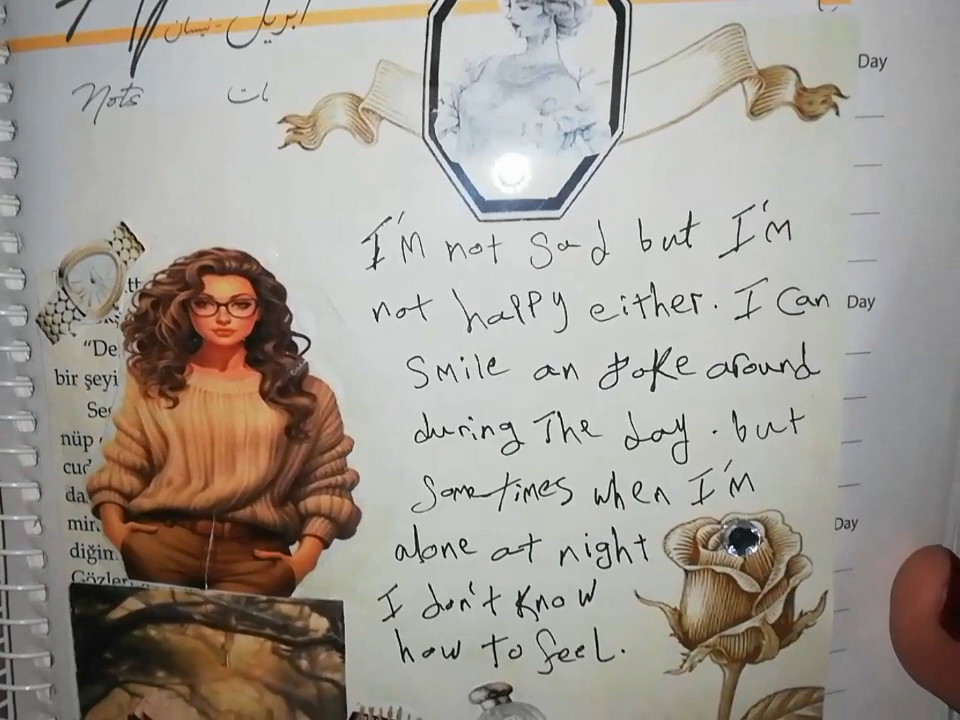 ابريل - نيسان
Nots
Day
I'm not sad but I'm
not happy either. I can
Day
smile an joke around
during The day. but
sometimes when I'm
Day
alone at night
I don't know
how to feel.
“De
bir şeyi
Ses
nüp
cuc
da
mir
diğin
Gözler